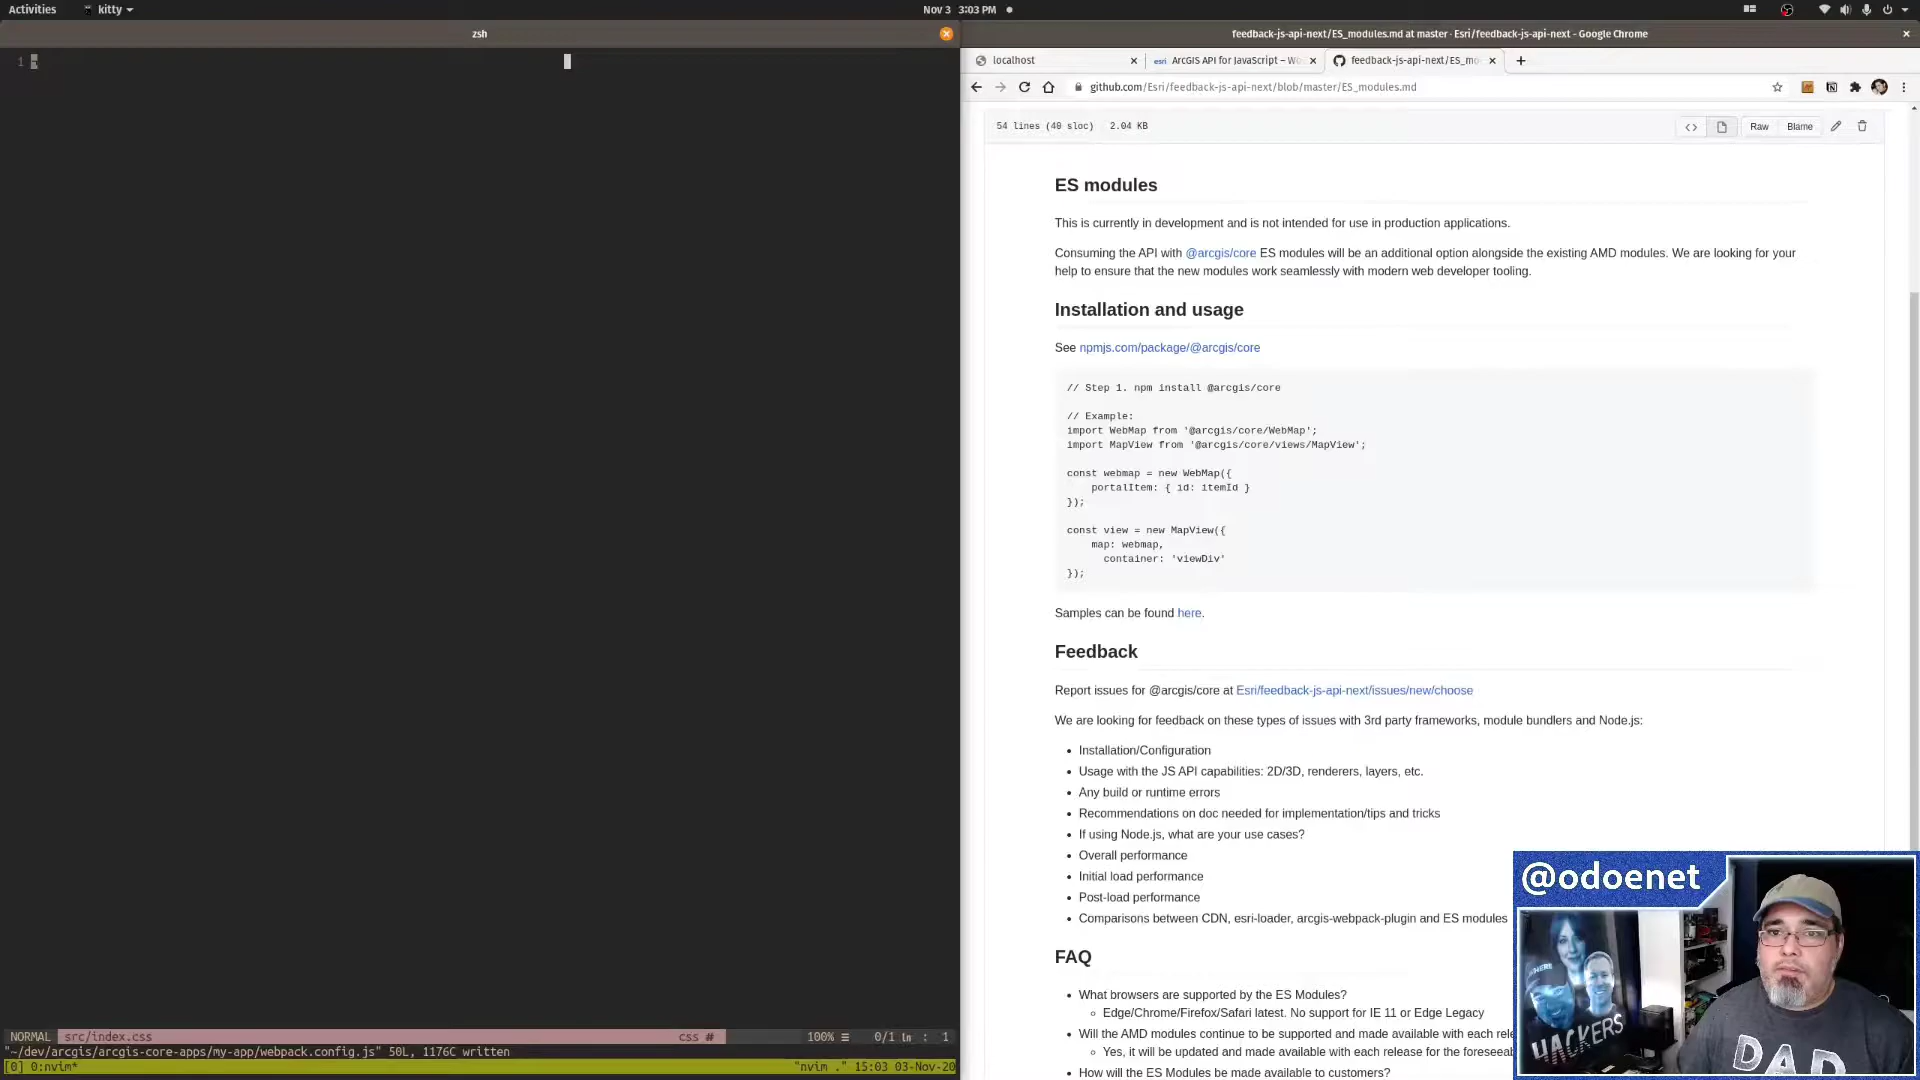 Activities
kitty
Nov 3 3:03 PM
zsh
feedback-js-api-next/ES_modules.md at master · Esri/feedback-js-api-next - Google Chrome
localhost
esri ArcGIS API for JavaScript – Wo
feedback-js-api-next/ES_mo
github.com/Esri/feedback-js-api-next/blob/master/ES_modules.md
1
54 lines (40 sloc) 2.04 KB
Raw
Blame
ES modules
This is currently in development and is not intended for use in production applications.
Consuming the API with @arcgis/core ES modules will be an additional option alongside the existing AMD modules. We are looking for your
help to ensure that the new modules work seamlessly with modern web developer tooling.
Installation and usage
See npmjs.com/package/@arcgis/core
// Step 1. npm install @arcgis/core
// Example:
import WebMap from '@arcgis/core/WebMap';
import MapView from '@arcgis/core/views/MapView';
const webmap = new WebMap({
portalItem: { id: itemId }
});
const view = new MapView({
map: webmap,
container: 'viewDiv'
});
Samples can be found here.
Feedback
Report issues for @arcgis/core at Esri/feedback-js-api-next/issues/new/choose
We are looking for feedback on these types of issues with 3rd party frameworks, module bundlers and Node.js:
• Installation/Configuration
• Usage with the JS API capabilities: 2D/3D, renderers, layers, etc.
• Any build or runtime errors
• Recommendations on doc needed for implementation/tips and tricks
• If using Node.js, what are your use cases?
• Overall performance
• Initial load performance
• Post-load performance
• Comparisons between CDN, esri-loader, arcgis-webpack-plugin and ES modules
FAQ
• What browsers are supported by the ES Modules?
Edge/Chrome/Firefox/Safari latest. No support for IE 11 or Edge Legacy
• Will the AMD modules continue to be supported and made available with each rele
Yes, it will be updated and made available with each release for the foreseeab
• How will the ES Modules be made available to customers?
@odoenet
HACKERS
DAD
NORMAL src/index.css css # 100% ☰ 0/1 ln : 1
"~/dev/arcgis/arcgis-core-apps/my-app/webpack.config.js" 50L, 1176C written
[0] 0:nvim* "nvim ." 15:03 03-Nov-20